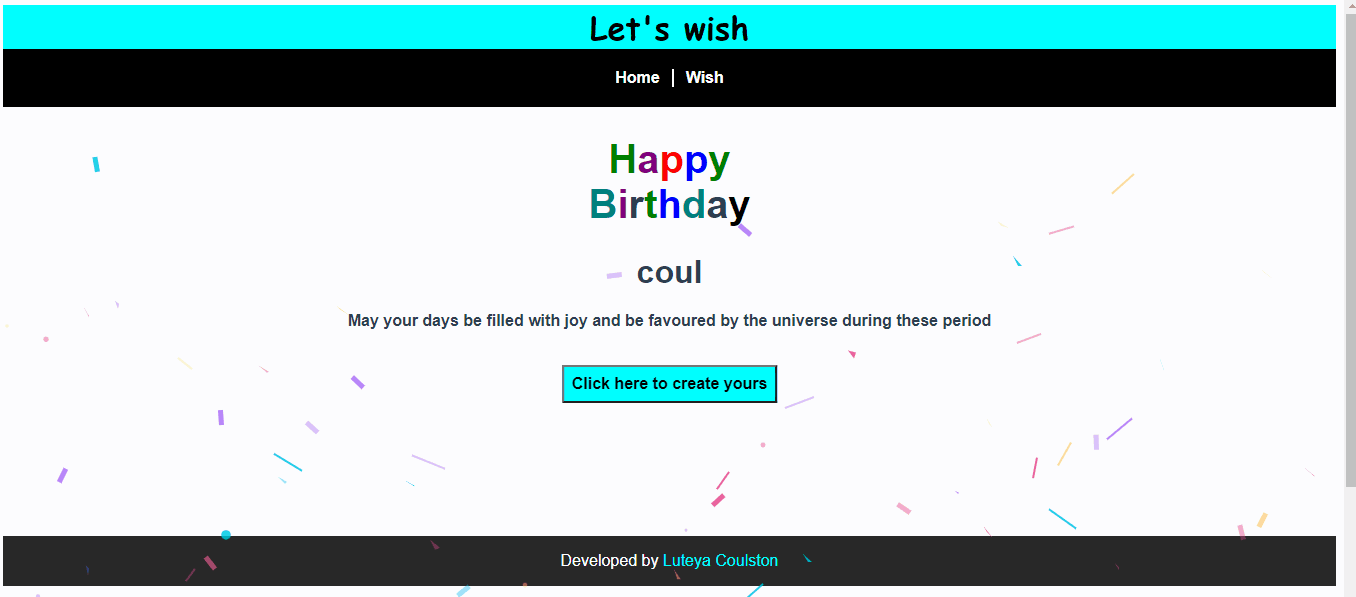 Let's wish
Home | Wish
Happy
Birthday
coul
May your days be filled with joy and be favoured by the universe during these period
Click here to create yours
Developed by Luteya Coulston